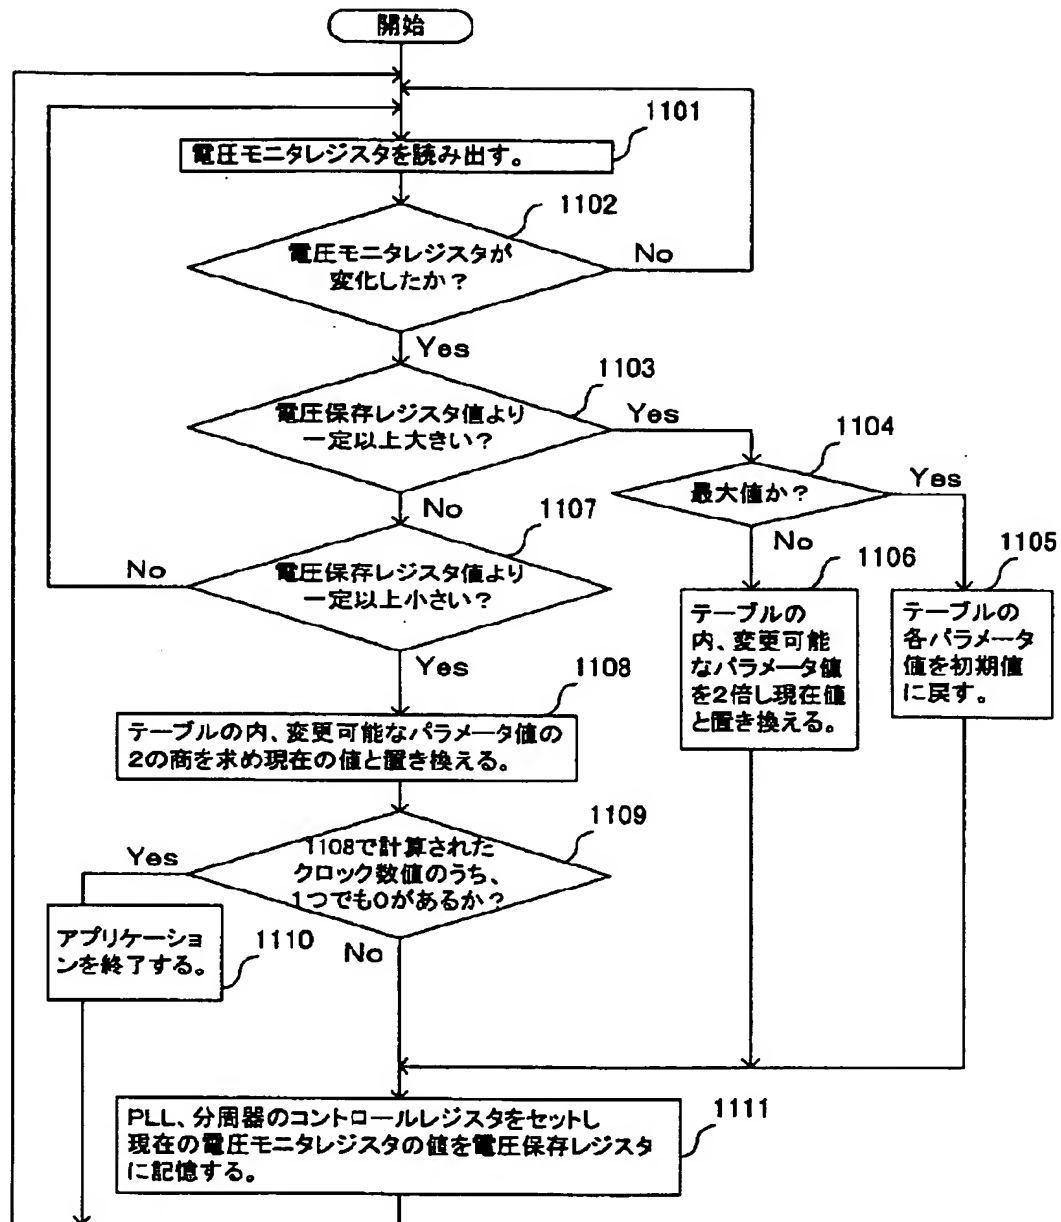 開始
1101
電圧モニタレジスタを読み出す。
1102
電圧モニタレジスタが
変化したか？
No
Yes
1103
電圧保存レジスタ値より
一定以上大きい？
Yes
No
1104
最大値か？
Yes
No
1107
電圧保存レジスタ値より
一定以上小さい？
No
Yes
1106
テーブルの
内、変更可能
なパラメータ値
を2倍し現在値
と置き換える。
1105
テーブルの
各パラメータ
値を初期値
に戻す。
1108
テーブルの内、変更可能なパラメータ値の
2の商を求め現在の値と置き換える。
1109
1108で計算された
クロック数値のうち、
1つでも0があるか？
Yes
No
1110
アプリケーショ
ンを終了する。
1111
PLL、分周器のコントロールレジスタをセットし
現在の電圧モニタレジスタの値を電圧保存レジスタ
に記憶する。